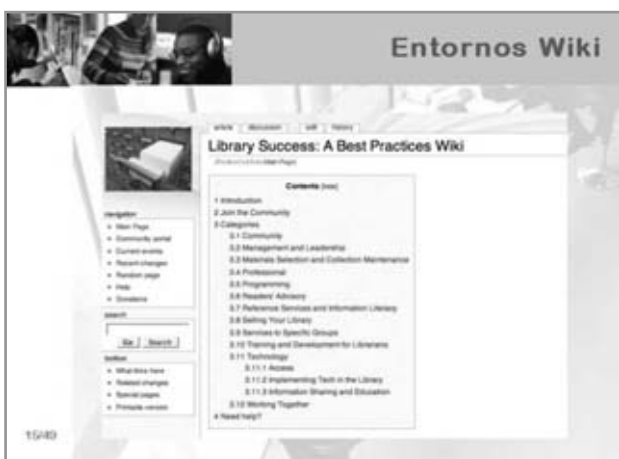 Entornos Wiki
article discussion edit history
Library Success: A Best Practices Wiki
navigation
Main Page
Community portal
Current events
Recent changes
Random page
Help
Donations
search
Go Search
toolbox
What links here
Related changes
Special pages
Printable version
Contents [hide]
1 Introduction
2 Join the Community
3 Categories
3.1 Community
3.2 Management and Leadership
3.3 Materials Selection and Collection Maintenance
3.4 Professional
3.5 Programming
3.6 Readers' Advisory
3.7 Reference Services and Information Literacy
3.8 Selling Your Library
3.9 Services to Specific Groups
3.10 Training and Development for Librarians
3.11 Technology
3.11.1 Access
3.11.2 Implementing Tech in the Library
3.11.3 Information Sharing and Education
3.12 Working Together
4 Need help?
15/49